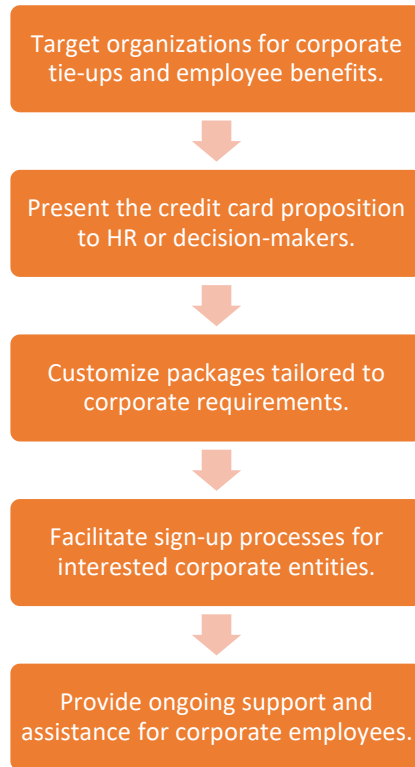 Target organizations for corporate
tie-ups and employee benefits.
Present the credit card proposition
to HR or decision-makers.
Customize packages tailored to
corporate requirements.
Facilitate sign-up processes for
interested corporate entities.
Provide ongoing support and
assistance for corporate employees.